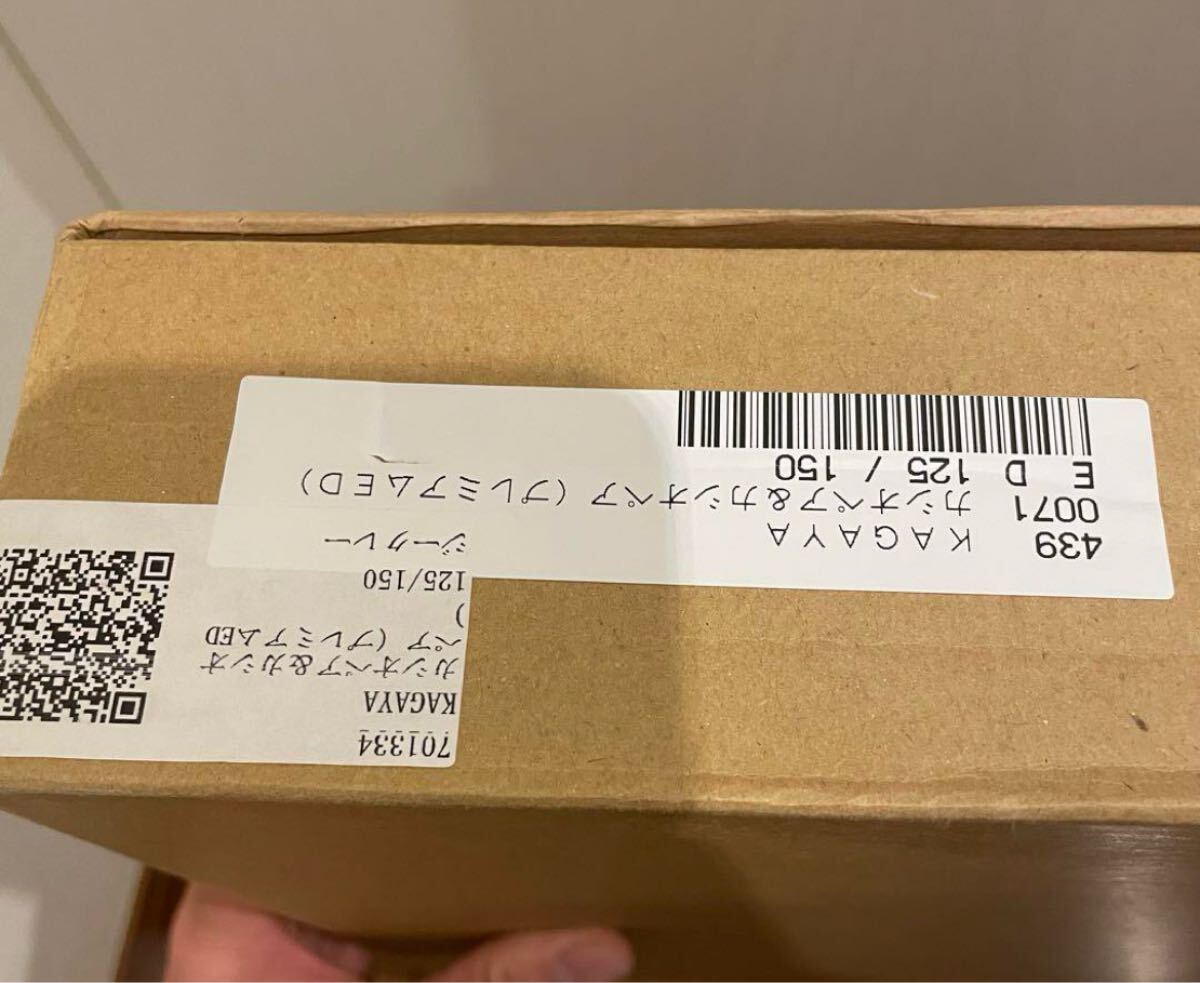 701334
KAGAYA
カシオペア&カシオ
ペア(プレミアムED
)
125/150
ジークレー
439 KAGAYA
0071 カシオペア&カシオペア(プレミアムED)
E D 125 / 150